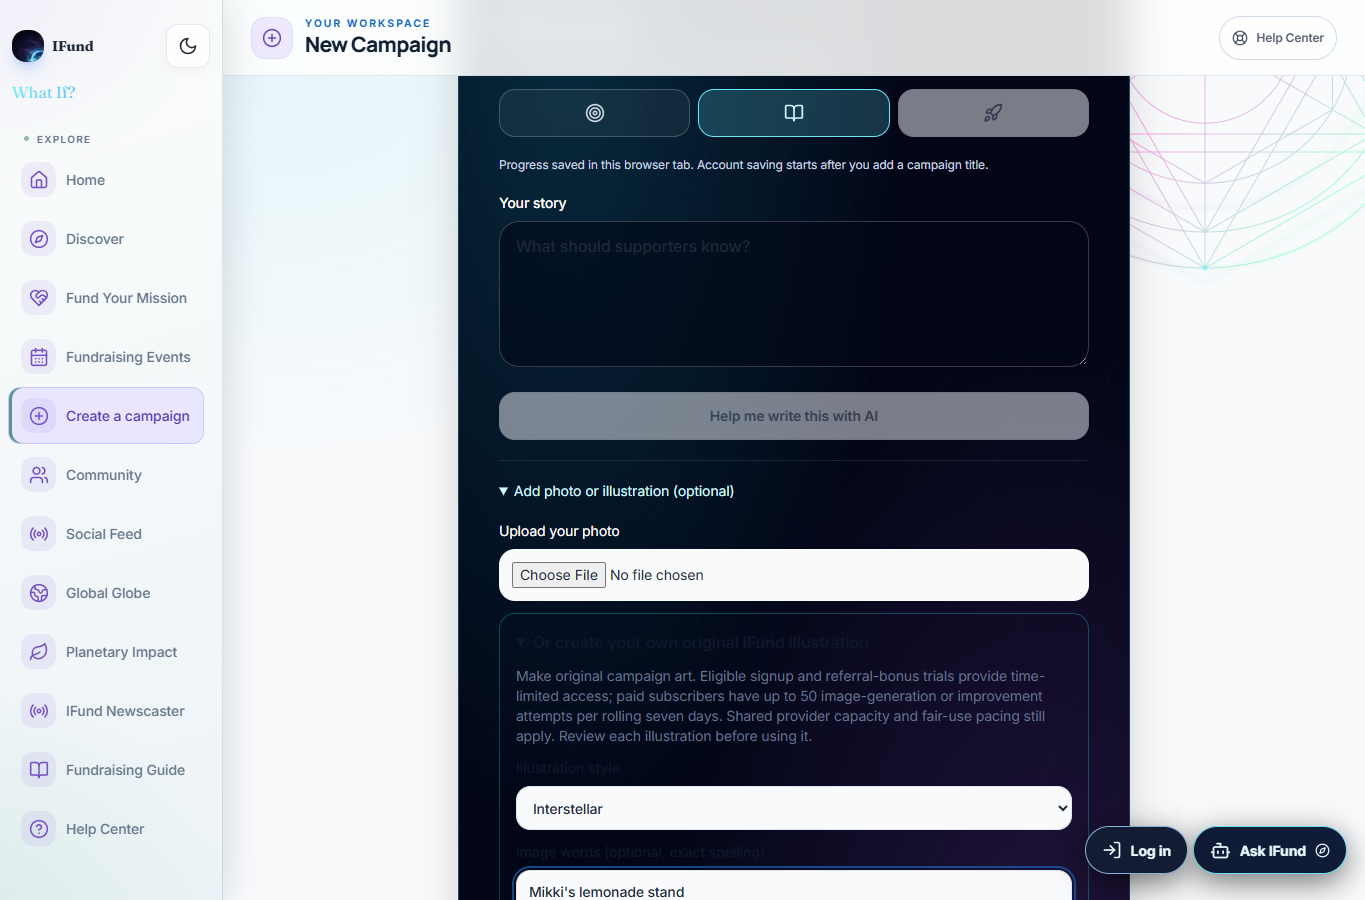 IFund
What If?
EXPLORE
Home
Discover
Fund Your Mission
Fundraising Events
Create a campaign
Community
Social Feed
Global Globe
Planetary Impact
IFund Newscaster
Fundraising Guide
Help Center
YOUR WORKSPACE
New Campaign
Help Center
Progress saved in this browser tab. Account saving starts after you add a campaign title.
Your story
What should supporters know?
Help me write this with AI
▼ Add photo or illustration (optional)
Upload your photo
Choose File No file chosen
▼ Or create your own original iFund illustration
Make original campaign art. Eligible signup and referral-bonus trials provide time-
limited access; paid subscribers have up to 50 image-generation or improvement
attempts per rolling seven days. Shared provider capacity and fair-use pacing still
apply. Review each illustration before using it.
Illustration style
Interstellar
Image words (optional, exact spelling)
Mikki's lemonade stand
Log in
Ask IFund